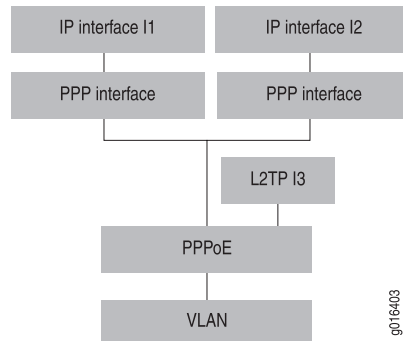 IP interface I1
IP interface I2
PPP interface
PPP interface
L2TP I3
PPPoE
VLAN
g016403